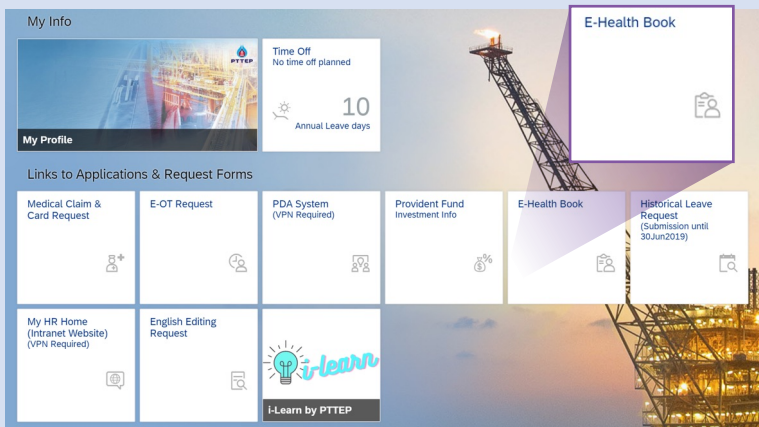 My Info
E-Health Book
PTTEP
My Profile
Time Off
No time off planned
10
Annual Leave days
Links to Applications & Request Forms
Medical Claim &
Card Request
E-OT Request
PDA System
(VPN Required)
Provident Fund
Investment Info
E-Health Book
Historical Leave
Request
(Submission until
30Jun2019)
My HR Home
(Intranet Website)
(VPN Required)
English Editing
Request
i-learn
i-Learn by PTTEP